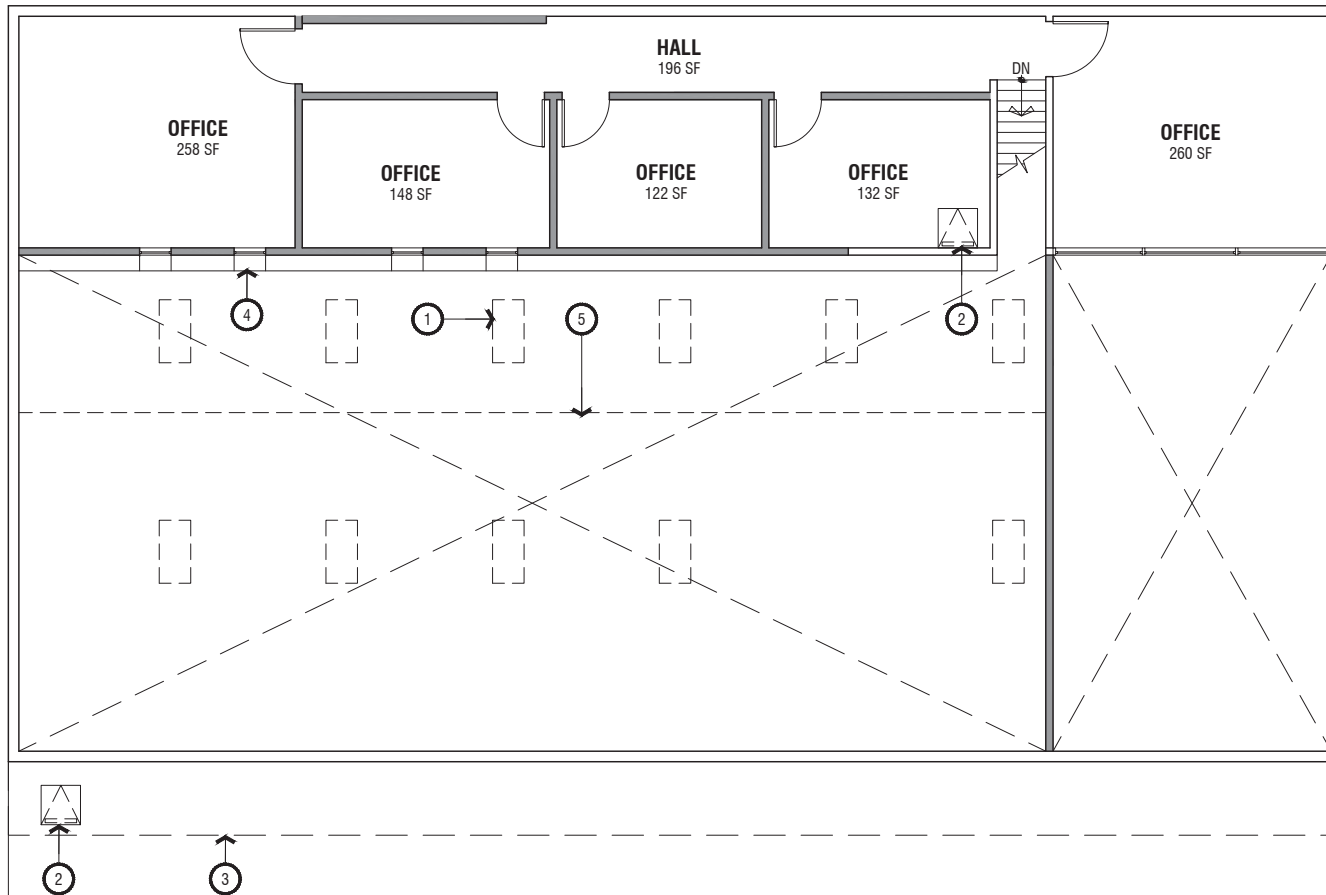 HALL
196 SF
DN
OFFICE
258 SF
OFFICE
148 SF
OFFICE
122 SF
OFFICE
132 SF
OFFICE
260 SF
4
1
5
2
2
3